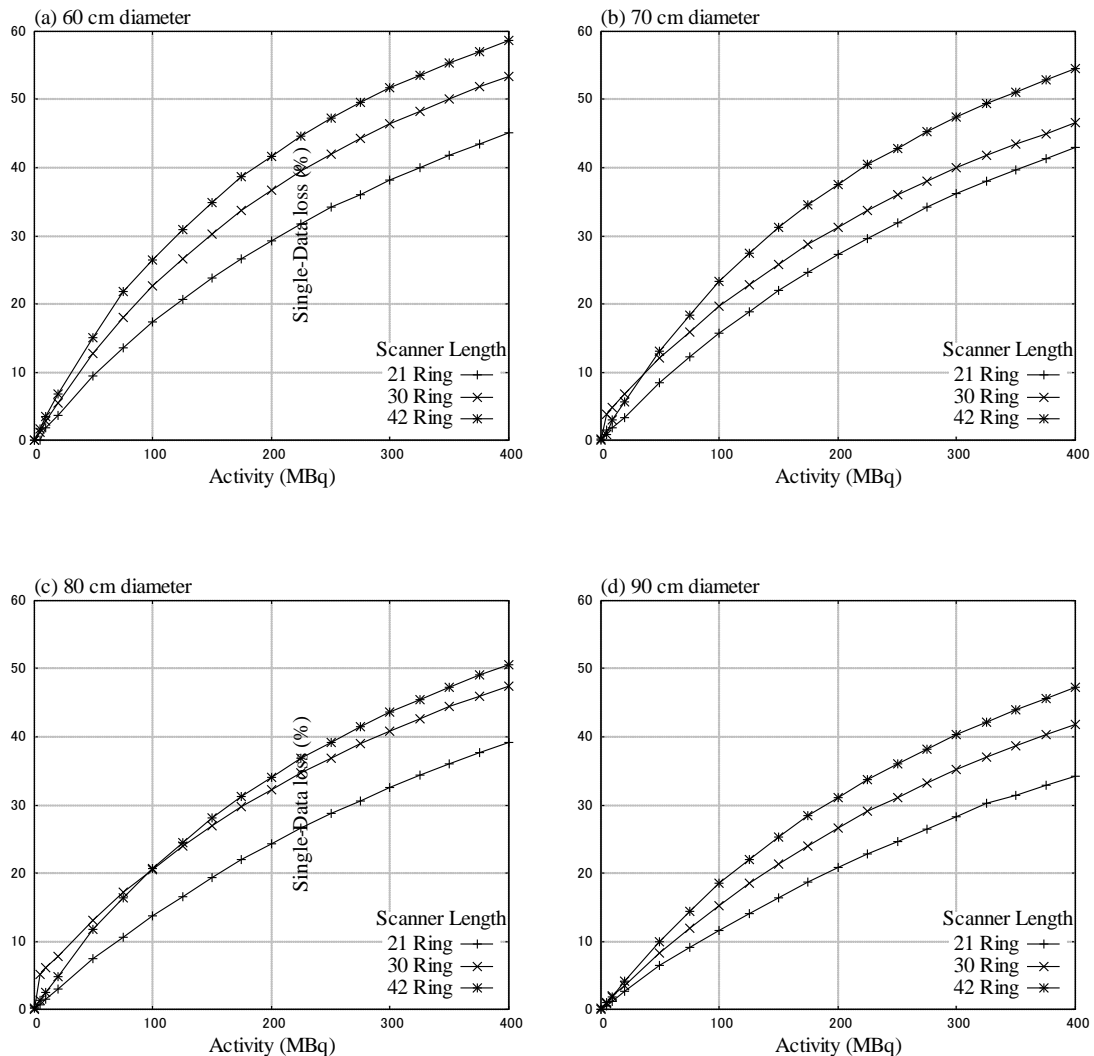 (a) 60 cm diameter
60
50
40
30
20
10
0
Single-Data loss (%)
Scanner Length
21 Ring
30 Ring
42 Ring
0 100 200 300 400
Activity (MBq)
(b) 70 cm diameter
60
50
40
30
20
10
0
Scanner Length
21 Ring
30 Ring
42 Ring
0 100 200 300 400
Activity (MBq)
(c) 80 cm diameter
60
50
40
30
20
10
0
Single-Data loss (%)
Scanner Length
21 Ring
30 Ring
42 Ring
0 100 200 300 400
Activity (MBq)
(d) 90 cm diameter
60
50
40
30
20
10
0
Scanner Length
21 Ring
30 Ring
42 Ring
0 100 200 300 400
Activity (MBq)